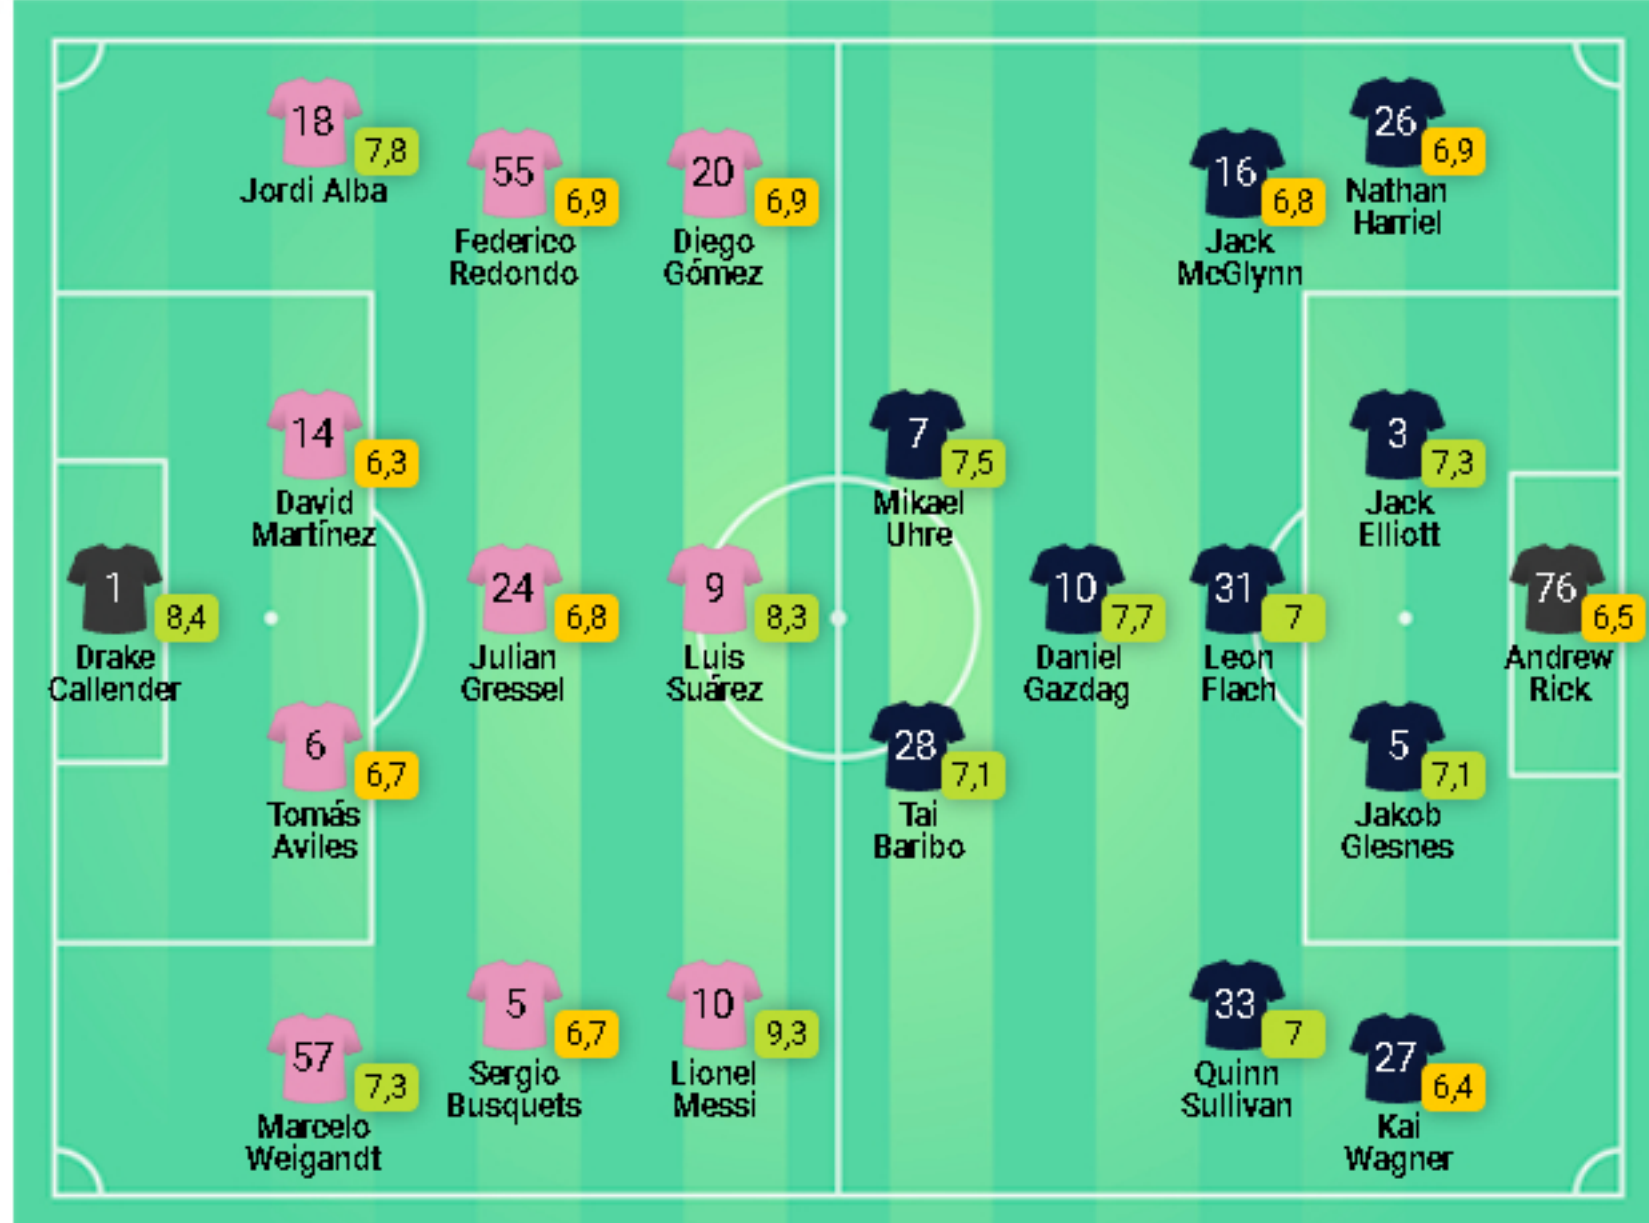 18
7,8
Jordi Alba
55
6,9
Federico
Redondo
20
6,9
Diego
Gómez
16
6,8
Jack
McGlynn
26
6,9
Nathan
Harriel
14
6,3
David
Martínez
7
7,5
Mikael
Uhre
3
7,3
Jack
Elliott
1
8,4
Drake
Callender
24
6,8
Julian
Gressel
9
8,3
Luis
Suárez
10
7,7
Daniel
Gazdag
31
7
Leon
Flach
76
6,5
Andrew
Rick
6
6,7
Tomás
Aviles
28
7,1
Tai
Baribo
5
7,1
Jakob
Glesnes
57
7,3
Marcelo
Weigandt
5
6,7
Sergio
Busquets
10
9,3
Lionel
Messi
33
7
Quinn
Sullivan
27
6,4
Kai
Wagner